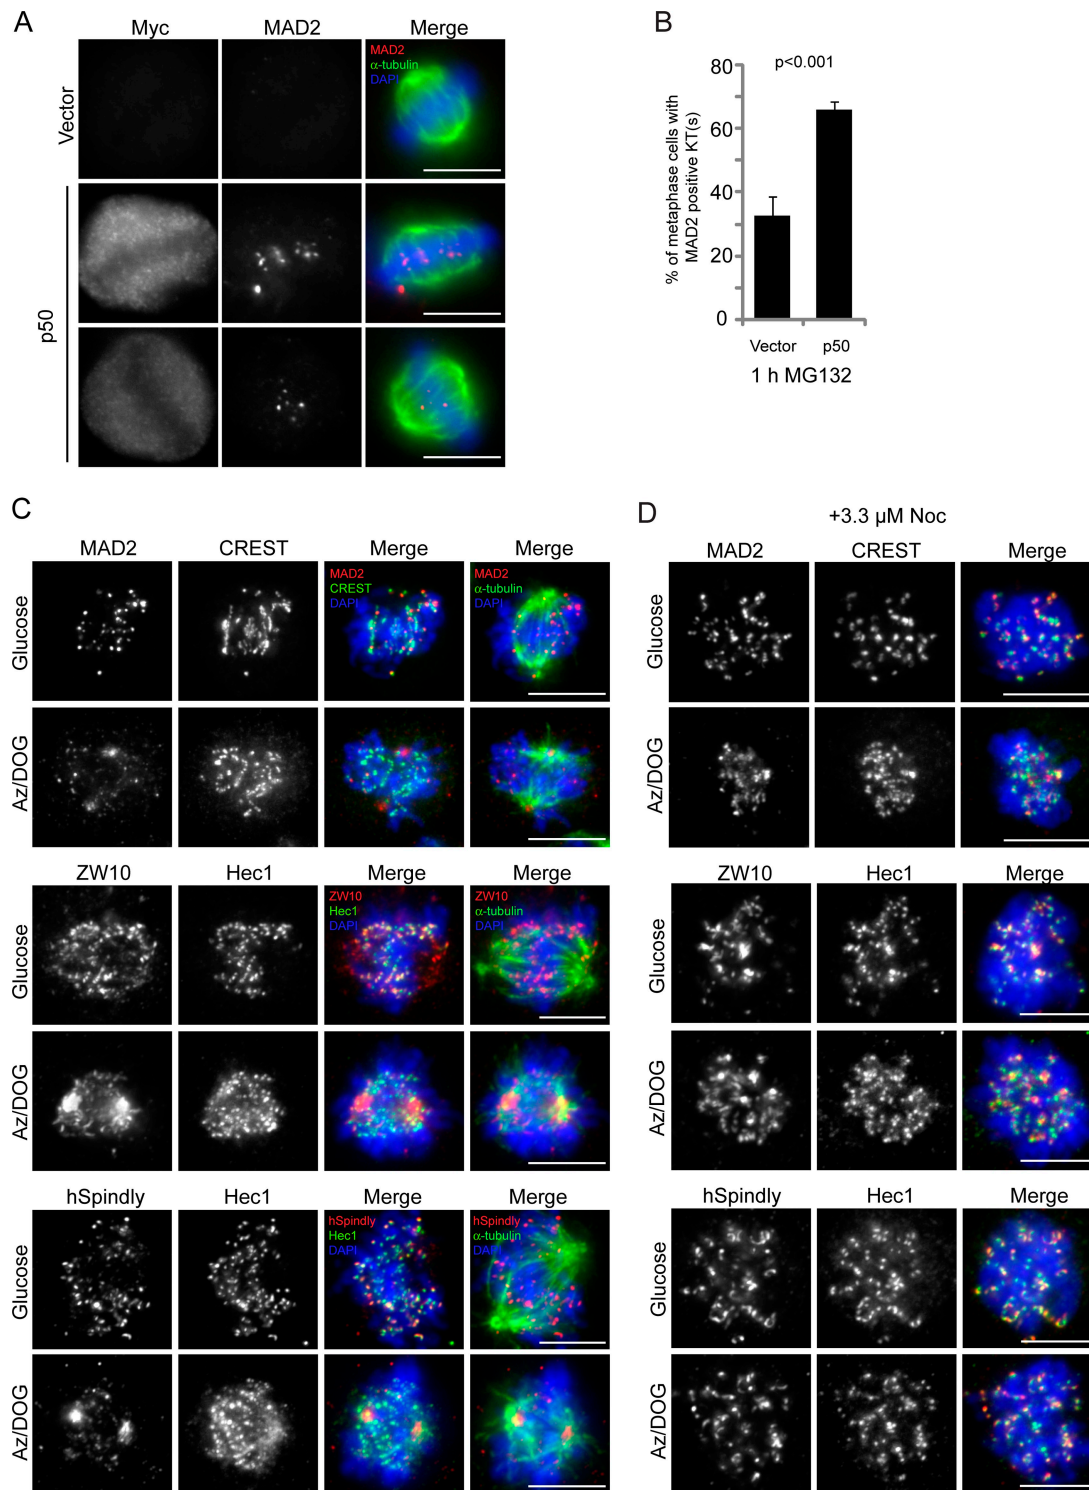 A
Myc MAD2 Merge
Vector
MAD2
α-tubulin
DAPI
p50
B
p<0.001
% of metaphase cells with
MAD2 positive KT(s)
80
60
40
20
0
Vector p50
1 h MG132
C
MAD2 CREST Merge Merge
Glucose
MAD2
CREST
DAPI
MAD2
α-tubulin
Az/DOG
ZW10 Hec1 Merge Merge
Glucose
ZW10
Hec1
DAPI
ZW10
α-tubulin
DAPI
Az/DOG
hSpindly Hec1 Merge Merge
Glucose
hSpindly
Hec1
DAPI
hSpindly
α-tubulin
DAPI
Az/DOG
D
+3.3 µM Noc
MAD2 CREST Merge
Glucose
Az/DOG
ZW10 Hec1 Merge
Glucose
Az/DOG
hSpindly Hec1 Merge
Glucose
Az/DOG